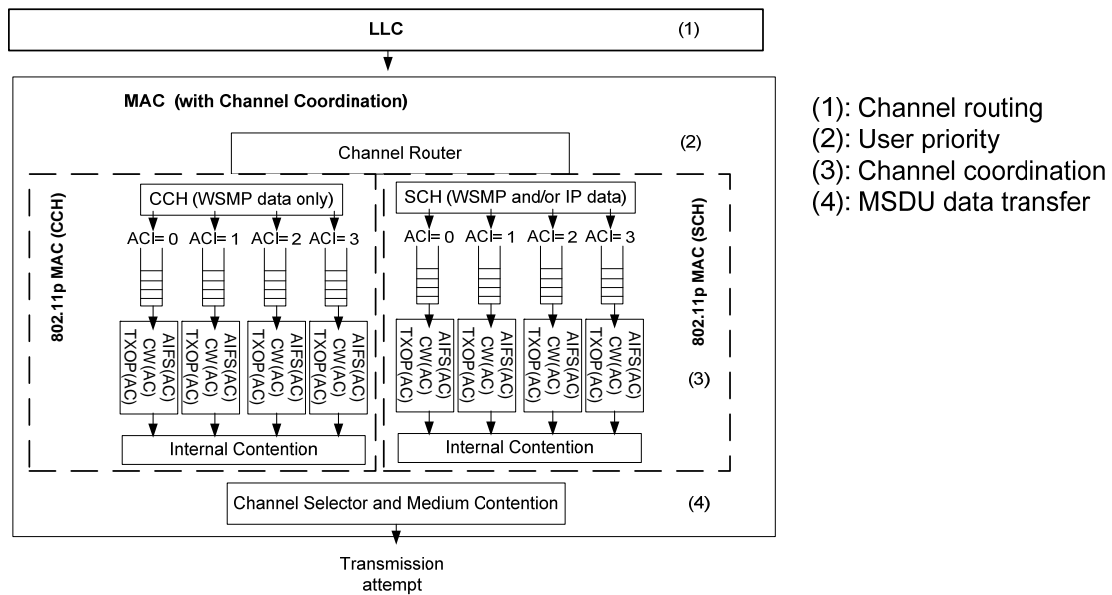 LLC (1)
MAC (with Channel Coordination)
Channel Router (2)
802.11p MAC (CCH)
CCH (WSMP data only)
ACI= 0 ACI= 1 ACI= 2 ACI= 3
AIFS(AC)
CW(AC)
TXOP(AC)
AIFS(AC)
CW(AC)
TXOP(AC)
AIFS(AC)
CW(AC)
TXOP(AC)
AIFS(AC)
CW(AC)
TXOP(AC)
Internal Contention
SCH (WSMP and/or IP data)
802.11p MAC (SCH)
ACI= 0 ACI= 1 ACI= 2 ACI= 3
AIFS(AC)
CW(AC)
TXOP(AC)
AIFS(AC)
CW(AC)
TXOP(AC)
AIFS(AC)
CW(AC)
TXOP(AC)
AIFS(AC)
CW(AC)
TXOP(AC)
(3)
Internal Contention
Channel Selector and Medium Contention (4)
Transmission
attempt
(1): Channel routing
(2): User priority
(3): Channel coordination
(4): MSDU data transfer